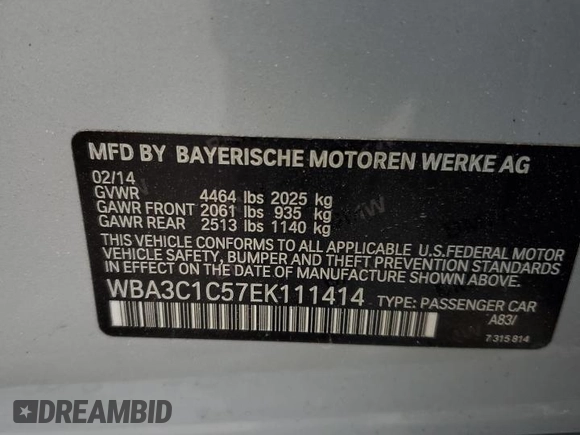 MFD BY BAYERISCHE MOTOREN WERKE AG
02/14
GVWR 4464 lbs 2025 kg
GAWR FRONT 2061 lbs 935 kg
GAWR REAR 2513 lbs 1140 kg
THIS VEHICLE CONFORMS TO ALL APPLICABLE U.S.FEDERAL MOTOR
VEHICLE SAFETY, BUMPER AND THEFT PREVENTION STANDARDS
IN EFFECT ON THE DATE OF MANUFACTURE SHOWN ABOVE.
WBA3C1C57EK111414 TYPE: PASSENGER CAR
A83/
7 315 814
DREAMBID